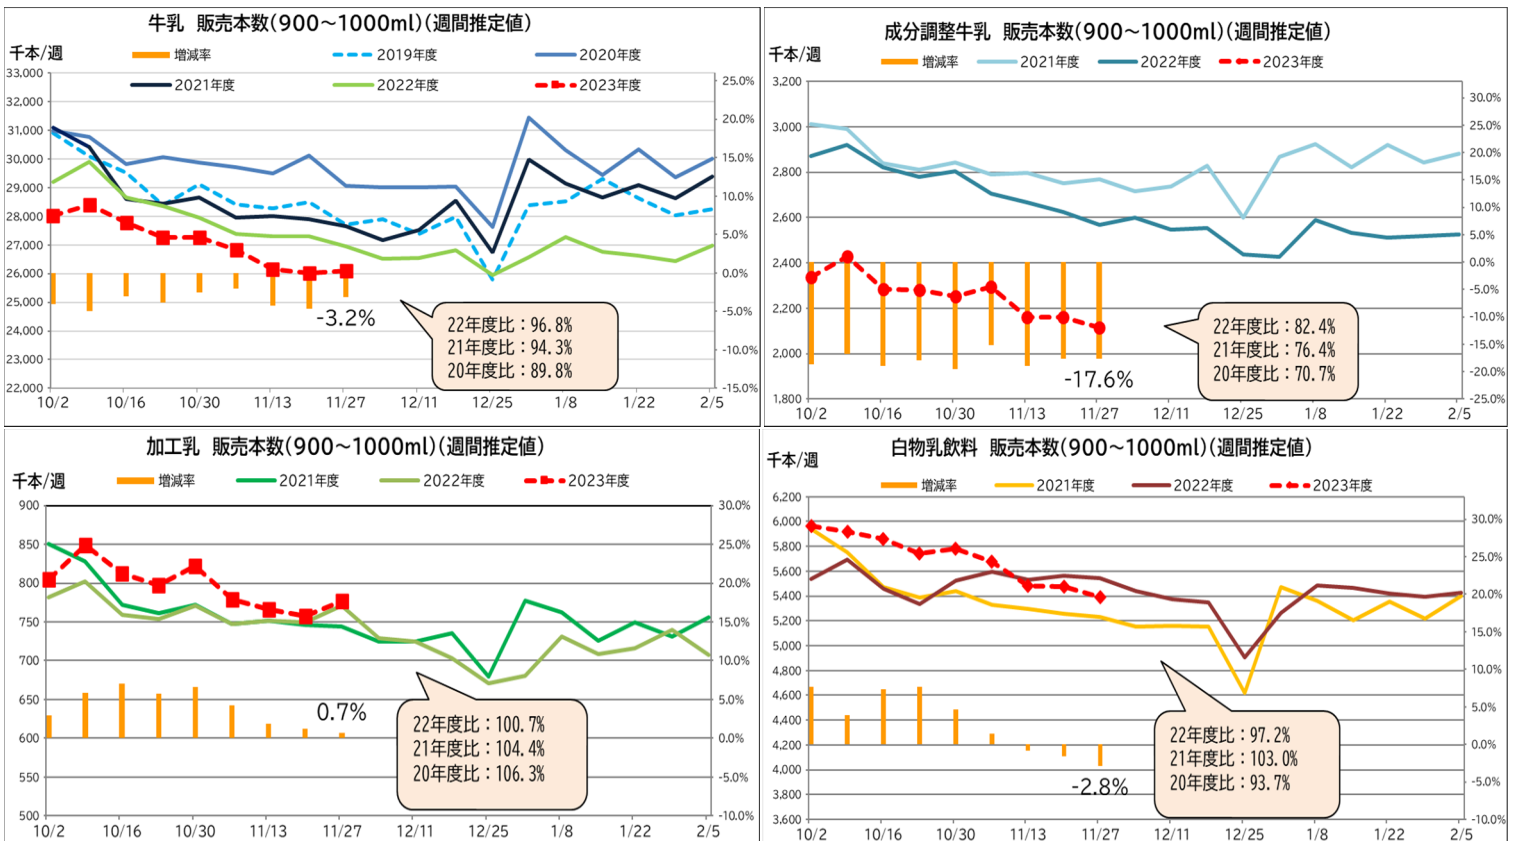 牛乳 販売本数(900～1000ml)(週間推定値)
千本/週
増減率 2019年度 2020年度
2021年度 2022年度 2023年度
33,000
32,000
31,000
30,000
29,000
28,000
27,000
26,000
25,000
24,000
23,000
22,000
25.0%
20.0%
15.0%
10.0%
5.0%
0.0%
-5.0%
-10.0%
-15.0%
-3.2%
22年度比：96.8%
21年度比：94.3%
20年度比：89.8%
10/2 10/16 10/30 11/13 11/27 12/11 12/25 1/8 1/22 2/5
成分調整牛乳 販売本数(900～1000ml)(週間推定値)
千本/週
増減率 2021年度 2022年度 2023年度
3,200
3,000
2,800
2,600
2,400
2,200
2,000
1,800
30.0%
25.0%
20.0%
15.0%
10.0%
5.0%
0.0%
-5.0%
-10.0%
-15.0%
-20.0%
-25.0%
-17.6%
22年度比：82.4%
21年度比：76.4%
20年度比：70.7%
10/2 10/16 10/30 11/13 11/27 12/11 12/25 1/8 1/22 2/5
加工乳 販売本数(900～1000ml)(週間推定値)
千本/週
増減率 2021年度 2022年度 2023年度
900
850
800
750
700
650
600
550
500
30.0%
25.0%
20.0%
15.0%
10.0%
5.0%
0.0%
-5.0%
-10.0%
0.7%
22年度比：100.7%
21年度比：104.4%
20年度比：106.3%
10/2 10/16 10/30 11/13 11/27 12/11 12/25 1/8 1/22 2/5
白物乳飲料 販売本数(900～1000ml)(週間推定値)
千本/週
増減率 2021年度 2022年度 2023年度
6,200
6,000
5,800
5,600
5,400
5,200
5,000
4,800
4,600
4,400
4,200
4,000
3,800
3,600
30.0%
25.0%
20.0%
15.0%
10.0%
5.0%
0.0%
-5.0%
-10.0%
-2.8%
22年度比：97.2%
21年度比：103.0%
20年度比：93.7%
10/2 10/16 10/30 11/13 11/27 12/11 12/25 1/8 1/22 2/5